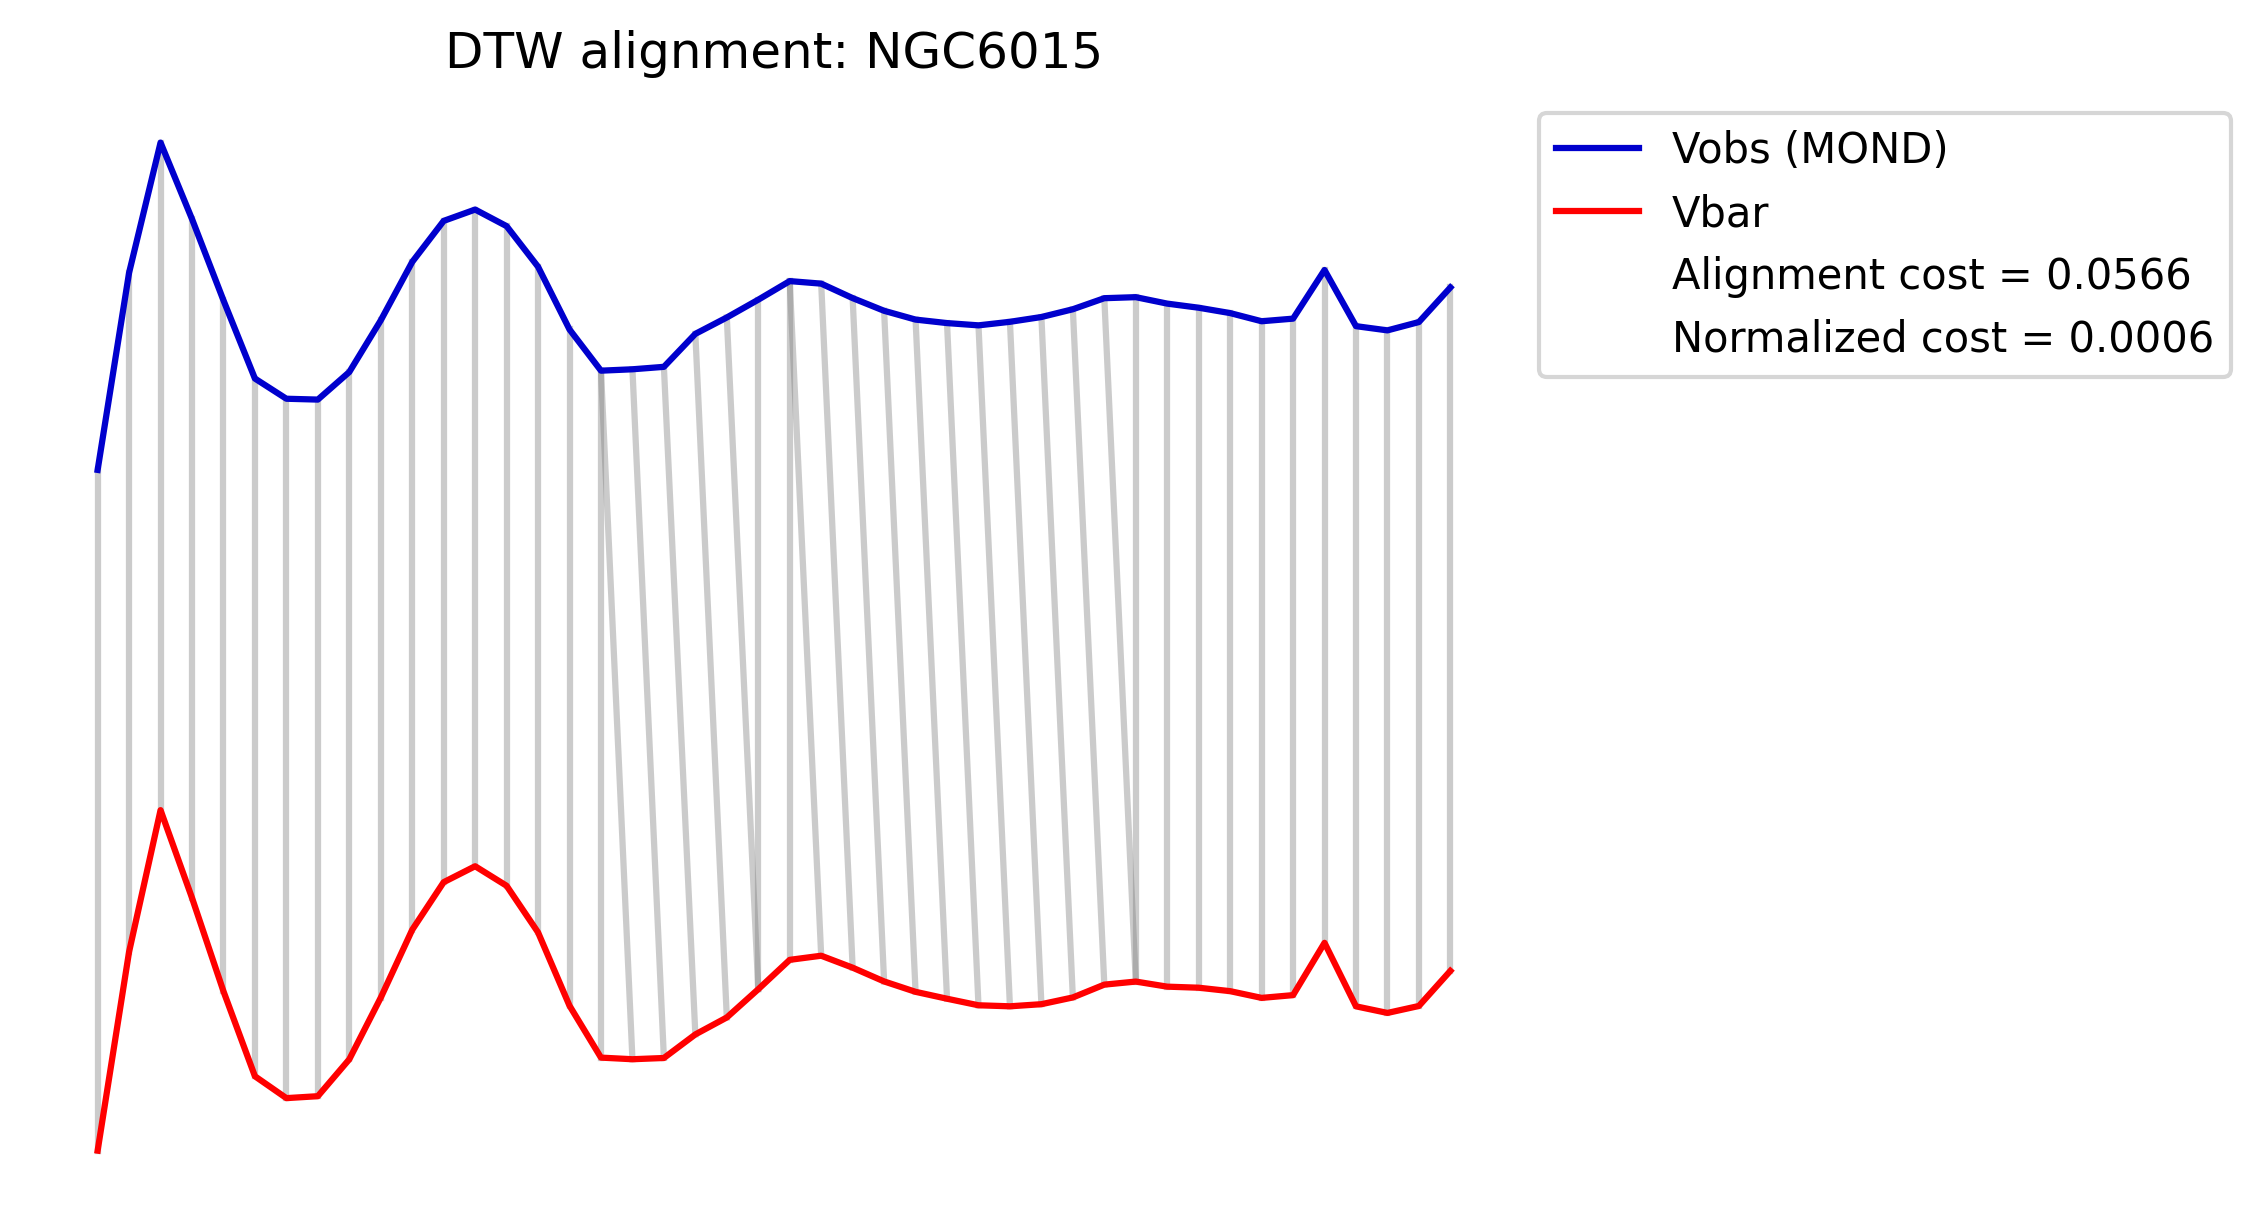 DTW alignment: NGC6015
Vobs (MOND)
Vbar
Alignment cost = 0.0566
Normalized cost = 0.0006